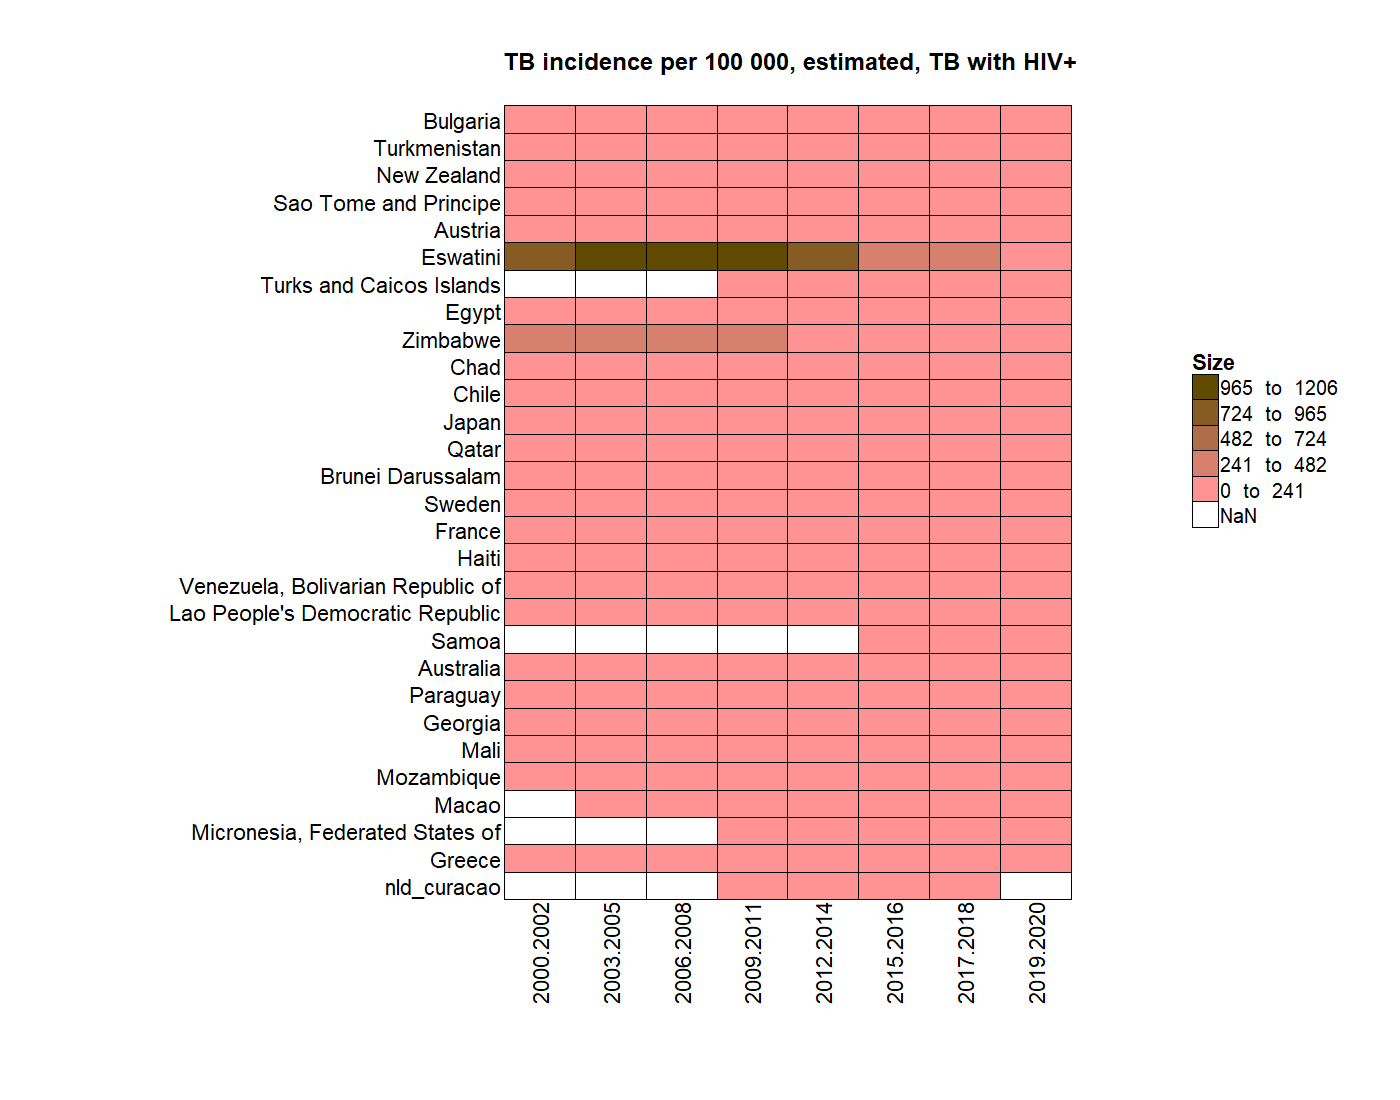 TB incidence per 100 000, estimated, TB with HIV+
Bulgaria
Turkmenistan
New Zealand
Sao Tome and Principe
Austria
Eswatini
Turks and Caicos Islands
Egypt
Zimbabwe
Chad
Chile
Japan
Qatar
Brunei Darussalam
Sweden
France
Haiti
Venezuela, Bolivarian Republic of
Lao People's Democratic Republic
Samoa
Australia
Paraguay
Georgia
Mali
Mozambique
Macao
Micronesia, Federated States of
Greece
nld_curacao
2000.2002
2003.2005
2006.2008
2009.2011
2012.2014
2015.2016
2017.2018
2019.2020
Size
965 to 1206
724 to 965
482 to 724
241 to 482
0 to 241
NaN